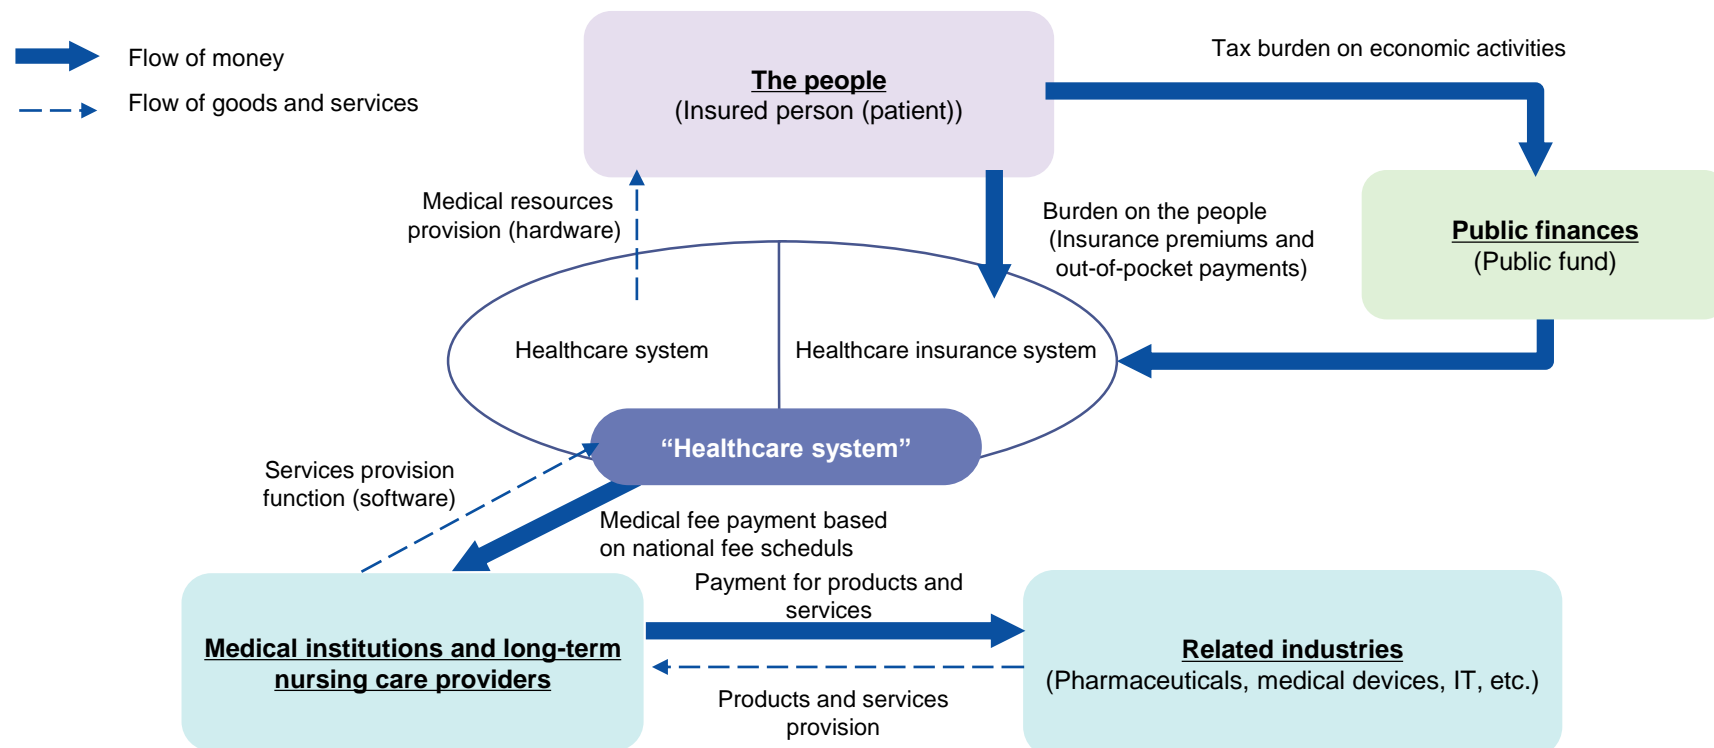 Flow of money
Flow of goods and services
The people
(Insured person (patient))
Tax burden on economic activities
Medical resources
provision (hardware)
Burden on the people
(Insurance premiums and
out-of-pocket payments)
Public finances
(Public fund)
Healthcare system
Healthcare insurance system
“Healthcare system”
Services provision
function (software)
Medical fee payment based
on national fee scheduls
Payment for products and
services
Medical institutions and long-term
nursing care providers
Related industries
(Pharmaceuticals, medical devices, IT, etc.)
Products and services
provision